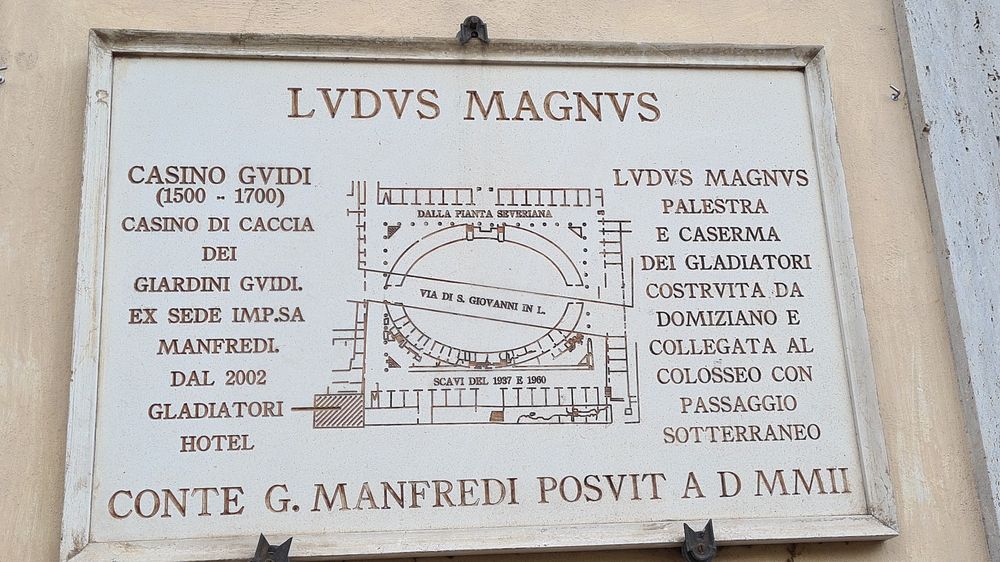 LVDVS MAGNVS
CASINO GVIDI
(1500 - 1700)
CASINO DI CACCIA
DEI
GIARDINI GVIDI.
EX SEDE IMP.SA
MANFREDI.
DAL 2002
GLADIATORI
HOTEL
DALLA PIANTA SEVERIANA
VIA DI S. GIOVANNI IN L.
SCAVI DEL 1937 E 1960
LVDVS MAGNVS
PALESTRA
E CASERMA
DEI GLADIATORI
COSTRVITA DA
DOMIZIANO E
COLLEGATA AL
COLOSSEO CON
PASSAGGIO
SOTTERRANEO
CONTE G. MANFREDI POSVIT A D MMII